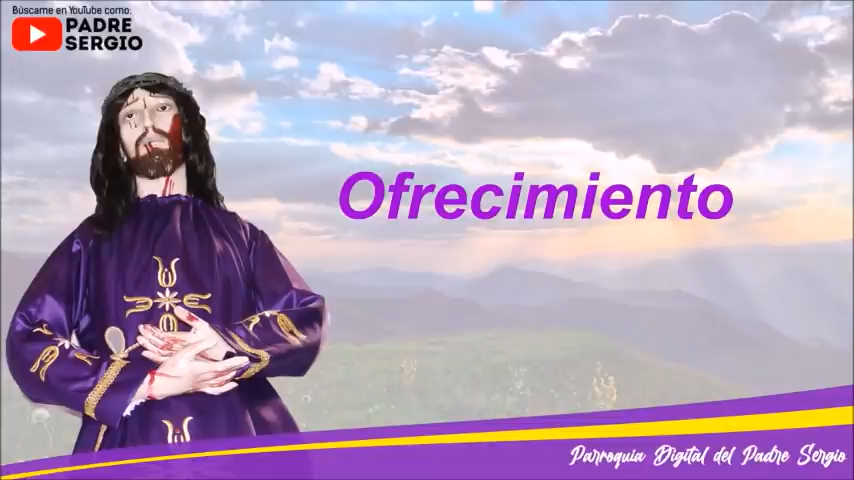 Búscame en YouTube como:
PADRE
SERGIO
Ofrecimiento
Parroquia Digital del Padre Sergio